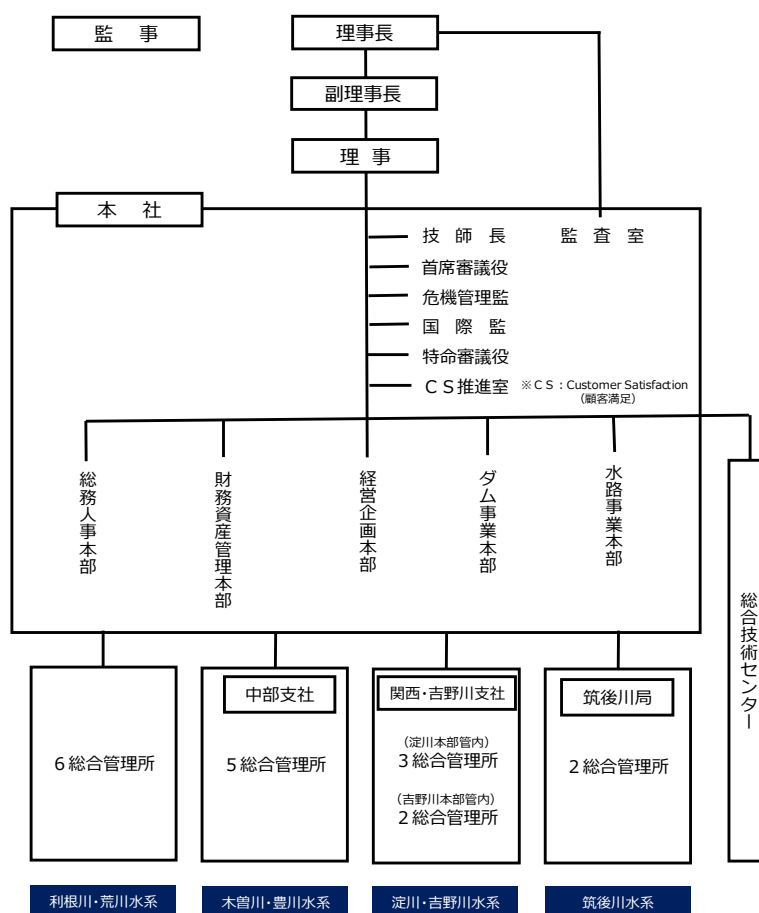 監 事
理事長
副理事長
理 事
本 社
技 師 長
監 査 室
首席審議役
危機管理監
国 際 監
特命審議役
CS推進室
※CS:Customer Satisfaction
(顧客満足)
総務人事本部
財務資産管理本部
経営企画本部
ダム事業本部
水路事業本部
総合技術センター
6総合管理所
中部支社
5総合管理所
関西・吉野川支社
(淀川本部管内)
3総合管理所
(吉野川本部管内)
2総合管理所
筑後川局
2総合管理所
利根川・荒川水系
木曽川・豊川水系
淀川・吉野川水系
筑後川水系